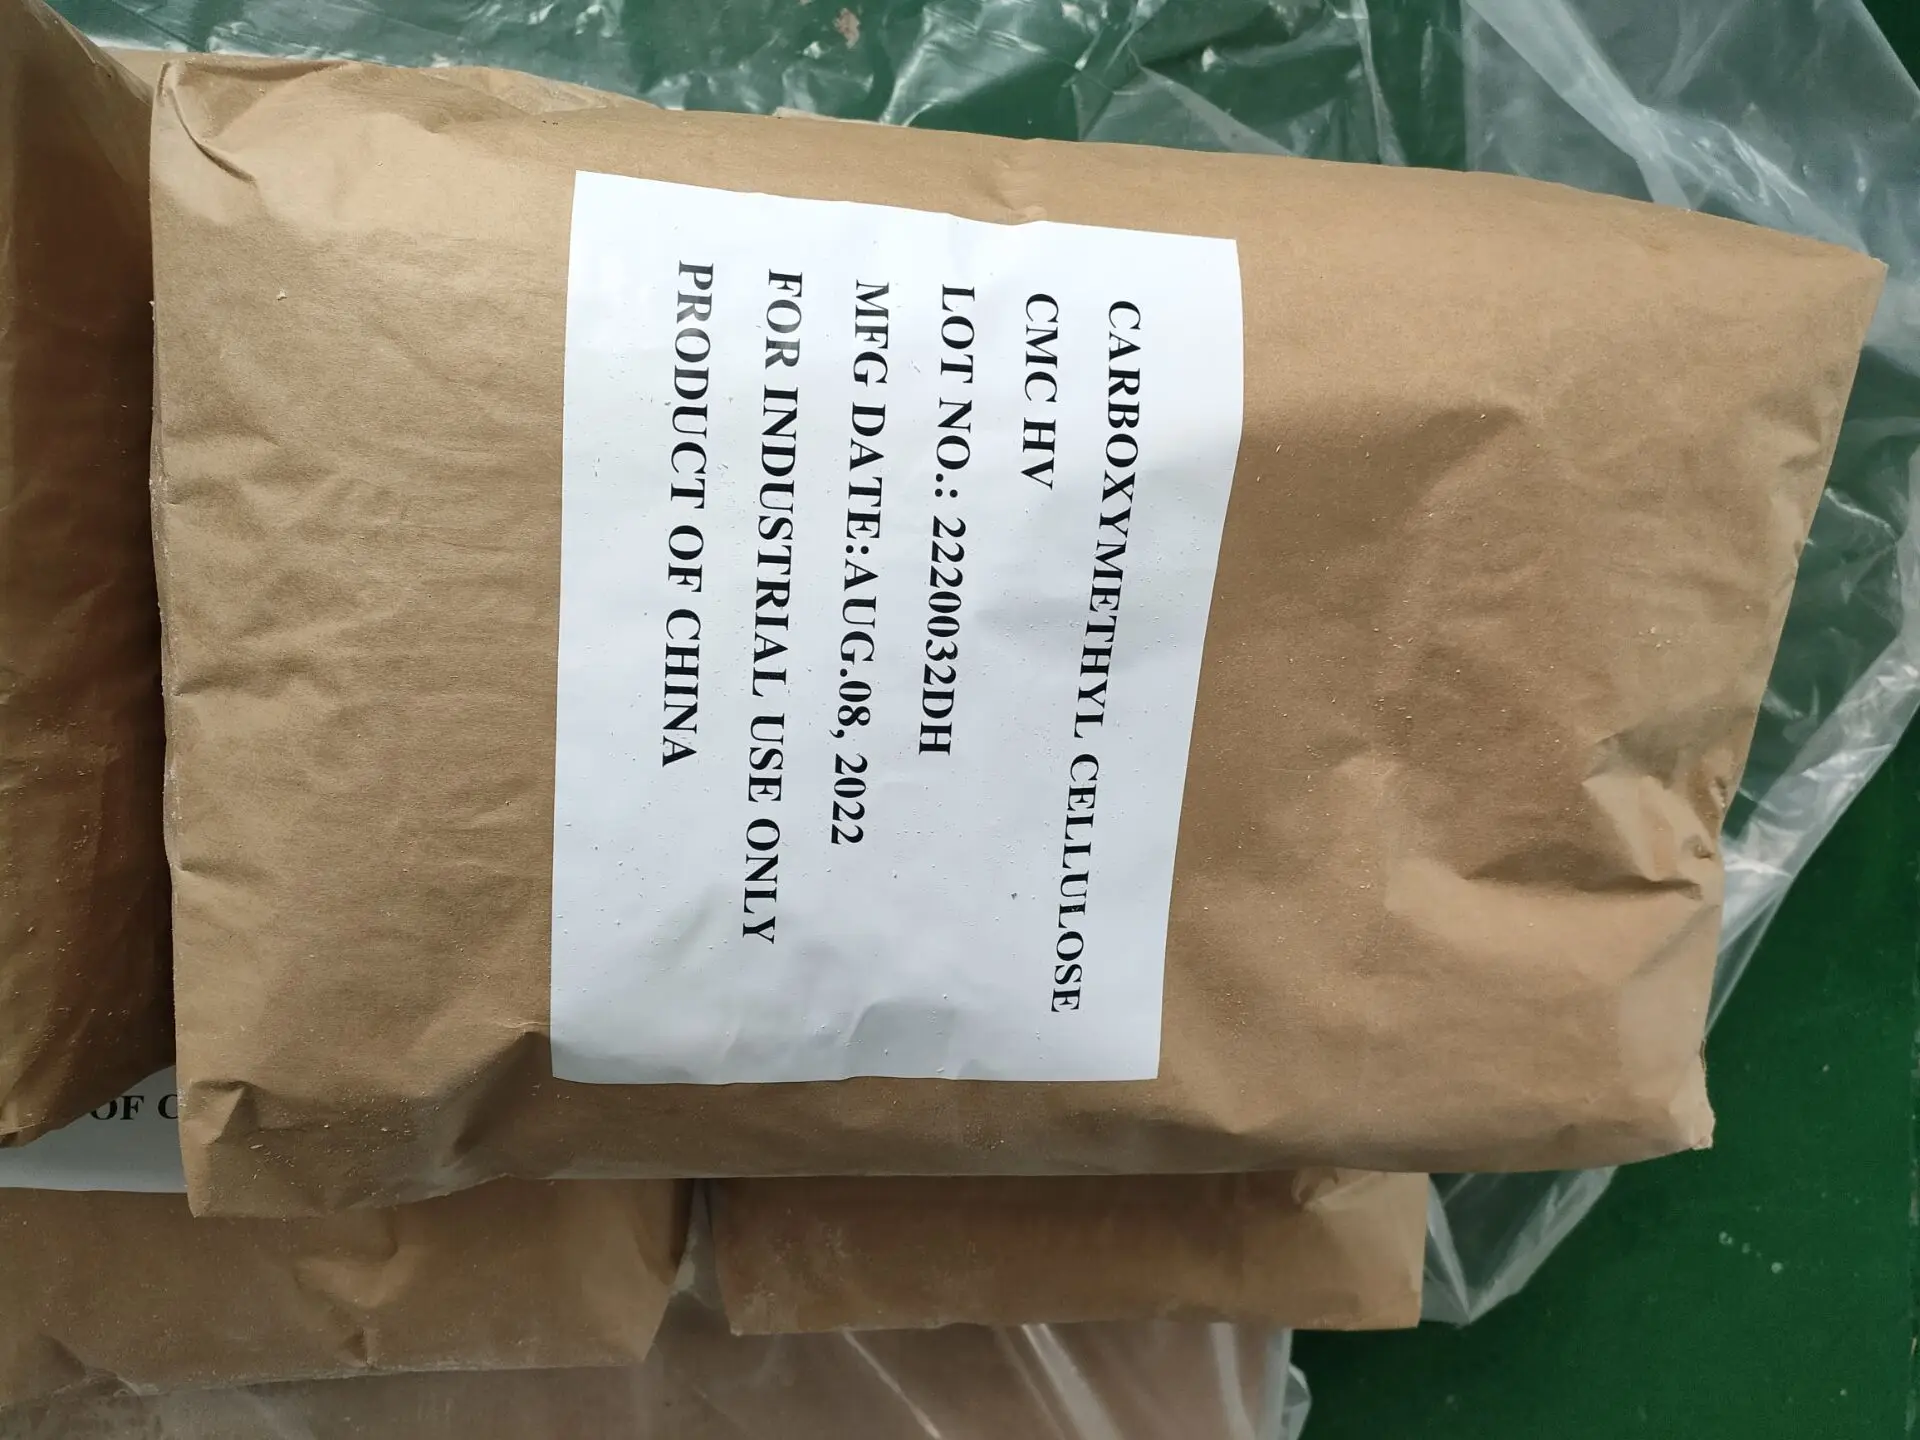 CARBOXYMETHYL CELLULOSE
CMC HV
LOT NO.: 2220032DH
MFG DATE:AUG.08, 2022
FOR INDUSTRIAL USE ONLY
PRODUCT OF CHINA
OF C